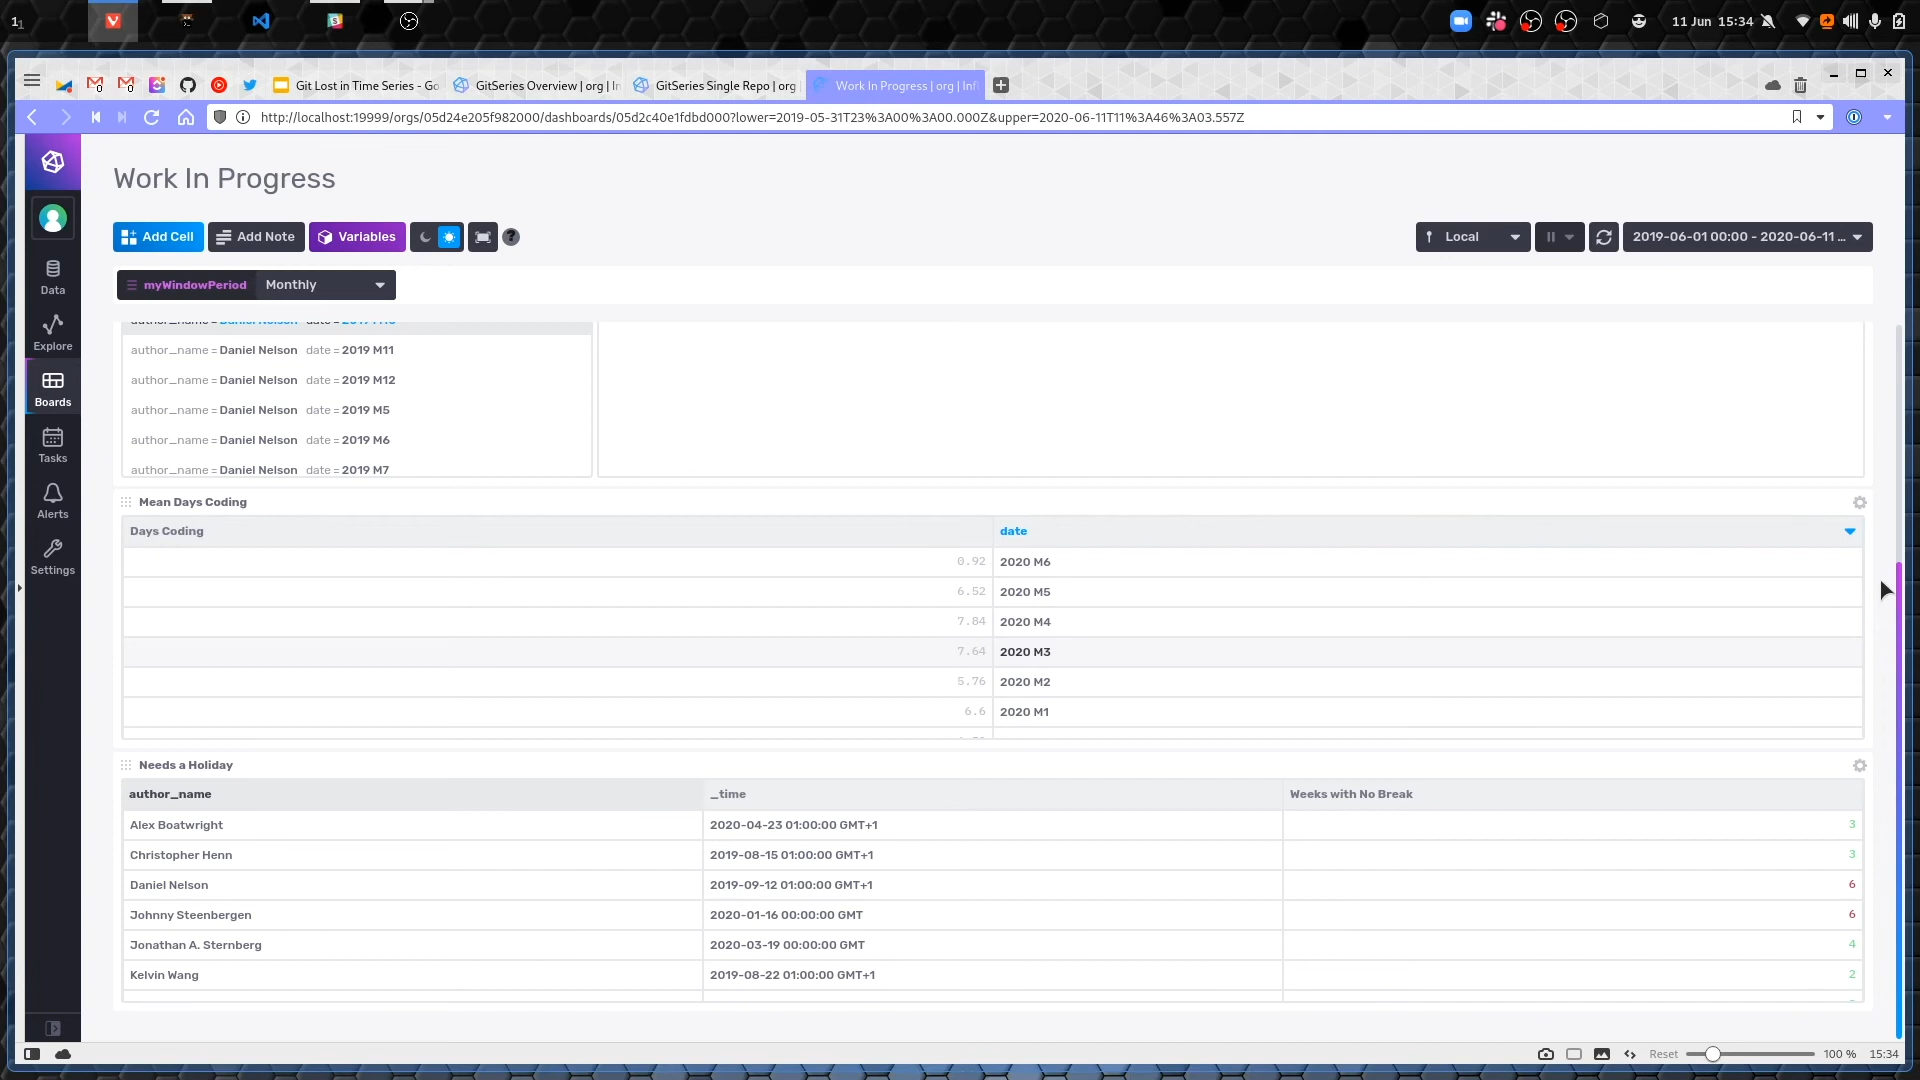 11 Jun 15:34
Git Lost in Time Series - Go
GitSeries Overview | org | In
GitSeries Single Repo | org
Work In Progress | org | Infl
http://localhost:19999/orgs/05d24e205f982000/dashboards/05d2c40e1fdbd000?lower=2019-05-31T23%3A00%3A00.000Z&upper=2020-06-11T11%3A46%3A03.557Z
Work In Progress
Add Cell
Add Note
Variables
Local
2019-06-01 00:00 - 2020-06-11 ...
myWindowPeriod Monthly
Data
Explore
Boards
Tasks
Alerts
Settings
author_name = Daniel Nelson date = 2019 M11
author_name = Daniel Nelson date = 2019 M12
author_name = Daniel Nelson date = 2019 M5
author_name = Daniel Nelson date = 2019 M6
author_name = Daniel Nelson date = 2019 M7
Mean Days Coding
Days Coding date
0.92 2020 M6
6.52 2020 M5
7.84 2020 M4
7.64 2020 M3
5.76 2020 M2
6.6 2020 M1
Needs a Holiday
author_name _time Weeks with No Break
Alex Boatwright 2020-04-23 01:00:00 GMT+1 3
Christopher Henn 2019-08-15 01:00:00 GMT+1 3
Daniel Nelson 2019-09-12 01:00:00 GMT+1 6
Johnny Steenbergen 2020-01-16 00:00:00 GMT 6
Jonathan A. Sternberg 2020-03-19 00:00:00 GMT 4
Kelvin Wang 2019-08-22 01:00:00 GMT+1 2
Reset 100 % 15:34